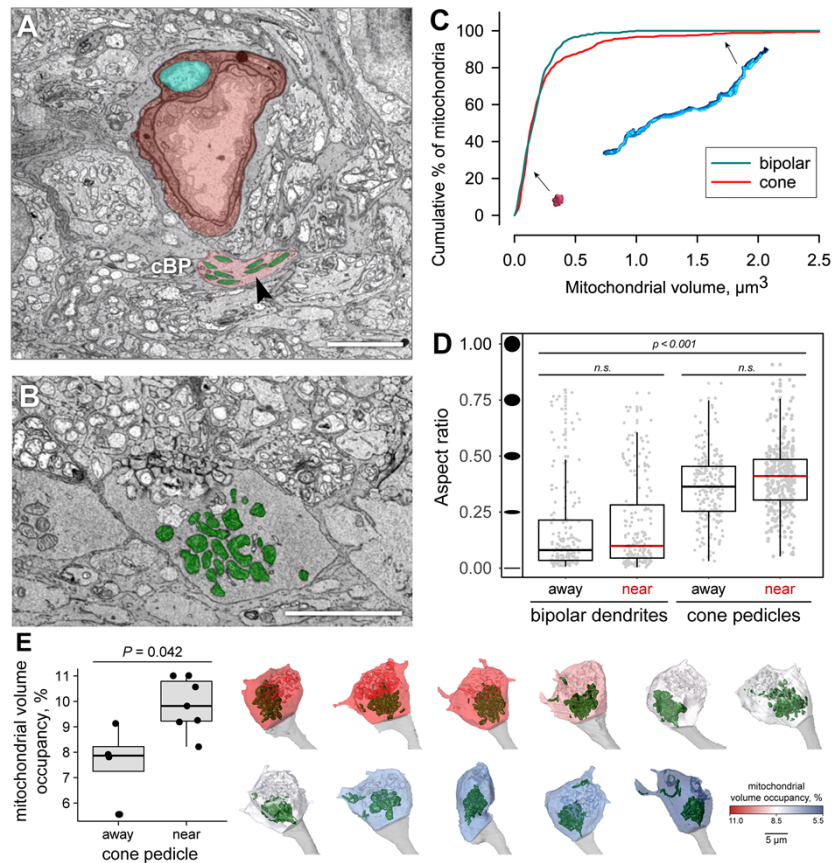 A
cBP
B
C
Cumulative % of mitochondria
100
80
60
40
20
0
bipolar
cone
0.0 0.5 1.0 1.5 2.0 2.5
Mitochondrial volume, µm3
D
Aspect ratio
1.00
0.75
0.50
0.25
0.00
p < 0.001
n.s. n.s.
away near away near
bipolar dendrites cone pedicles
E
mitochondrial volume
occupancy, %
P = 0.042
11
10
9
8
7
6
away near
cone pedicle
mitochondrial
volume occupancy, %
11.0 8.5 5.5
5 µm